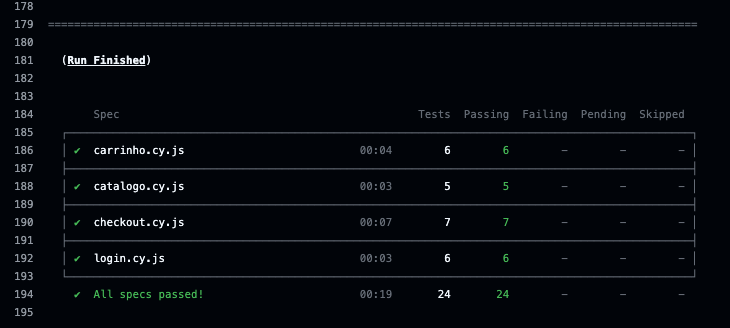 178
179 ====================================================================================================
180
181 (Run Finished)
182
183
184 Spec Tests Passing Failing Pending Skipped
185
186 ✔ carrinho.cy.js 00:04 6 6 - - -
187
188 ✔ catalogo.cy.js 00:03 5 5 - - -
189
190 ✔ checkout.cy.js 00:07 7 7 - - -
191
192 ✔ login.cy.js 00:03 6 6 - - -
193
194 ✔ All specs passed! 00:19 24 24 - - -
195